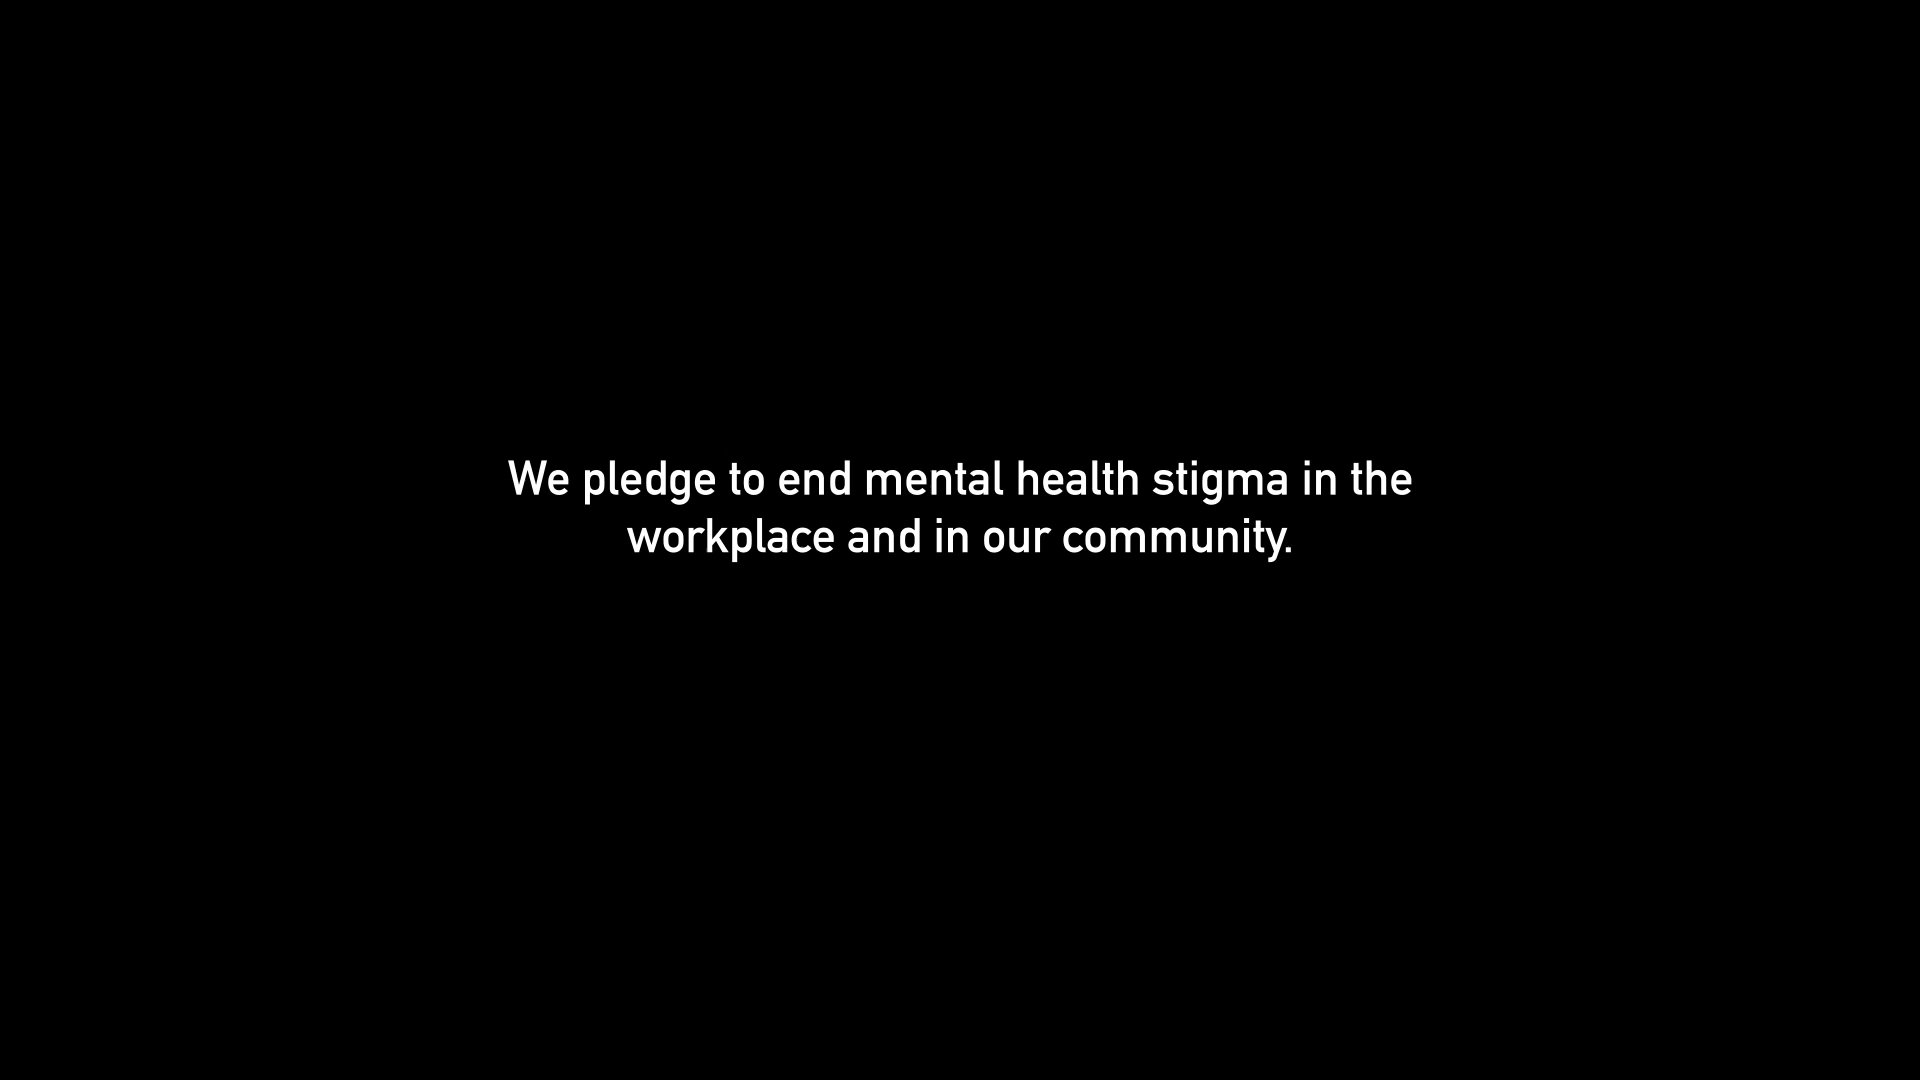 We pledge to end mental health stigma in the
workplace and in our community.